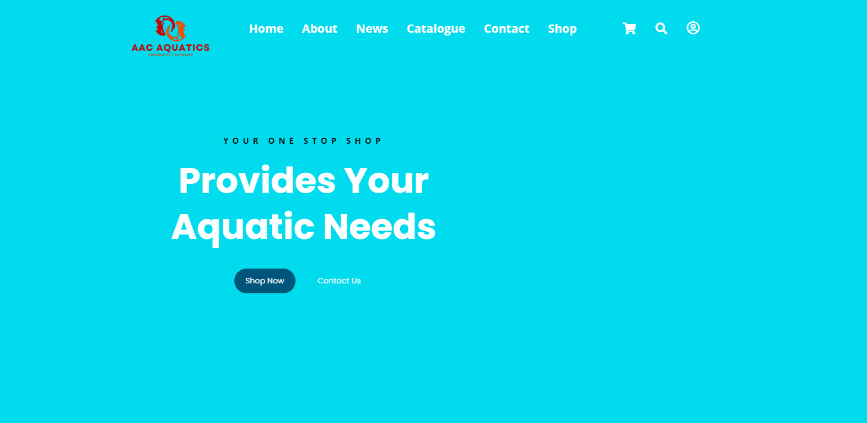 AAC AQUATICS
Home About News Catalogue Contact Shop
YOUR ONE STOP SHOP
Provides Your
Aquatic Needs
Shop Now Contact Us